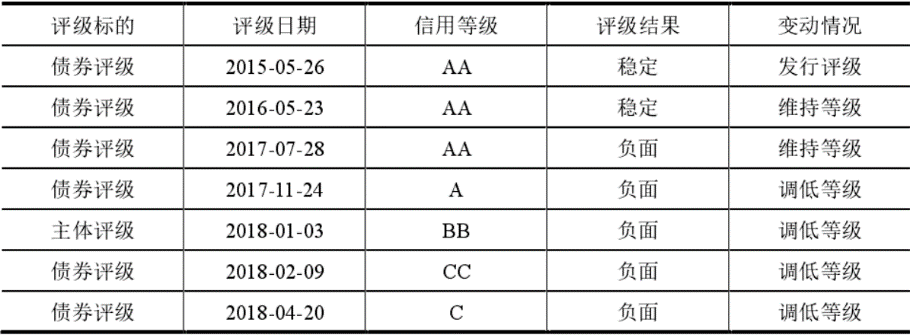 评级标的 评级日期 信用等级 评级结果 变动情况
债券评级 2015-05-26 AA 稳定 发行评级
债券评级 2016-05-23 AA 稳定 维持等级
债券评级 2017-07-28 AA 负面 维持等级
债券评级 2017-11-24 A 负面 调低等级
主体评级 2018-01-03 BB 负面 调低等级
债券评级 2018-02-09 CC 负面 调低等级
债券评级 2018-04-20 C 负面 调低等级